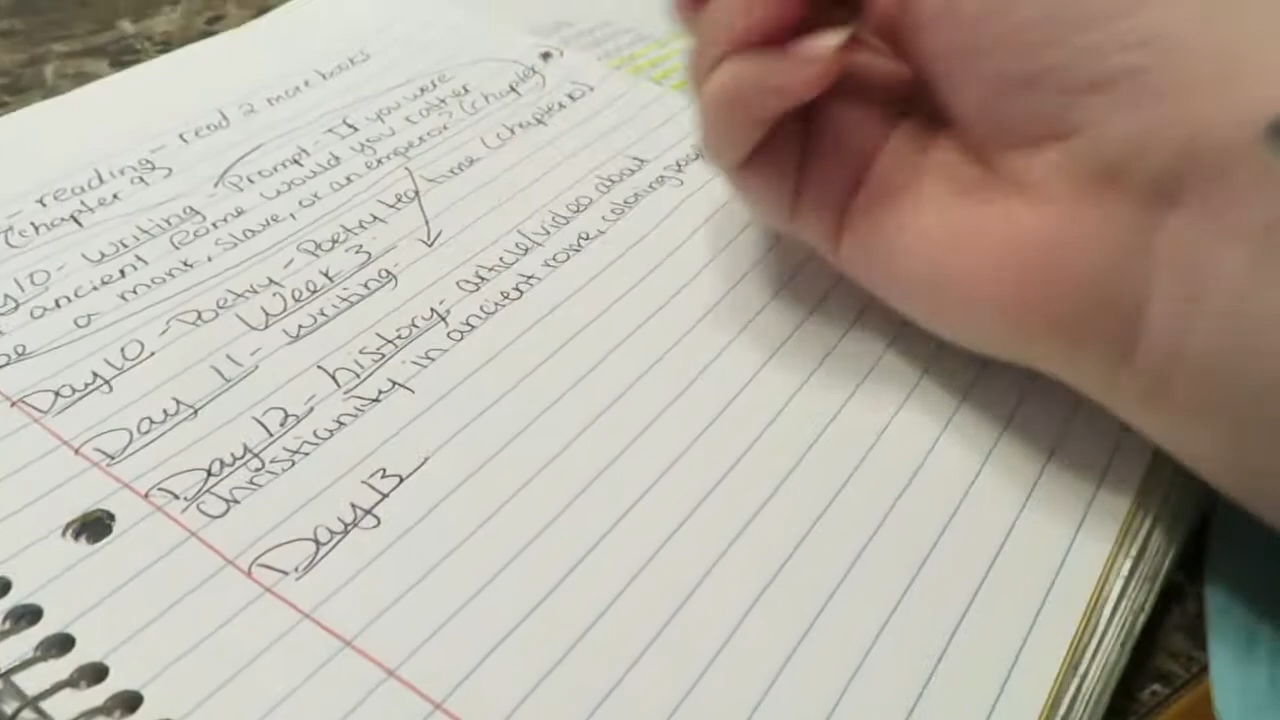 - reading - read 2 more books
(chapter 9)
Day 10 - writing - Prompt - If you were
ancient Rome would you rather
be a monk, slave, or an emperor? (chapter
Day 10 - Poetry - Poetry tea time (chapter 10)
Week 3
Day 11 - writing -
Day 12 - history - article/video about
Christianity in ancient rome, coloring
Day 13